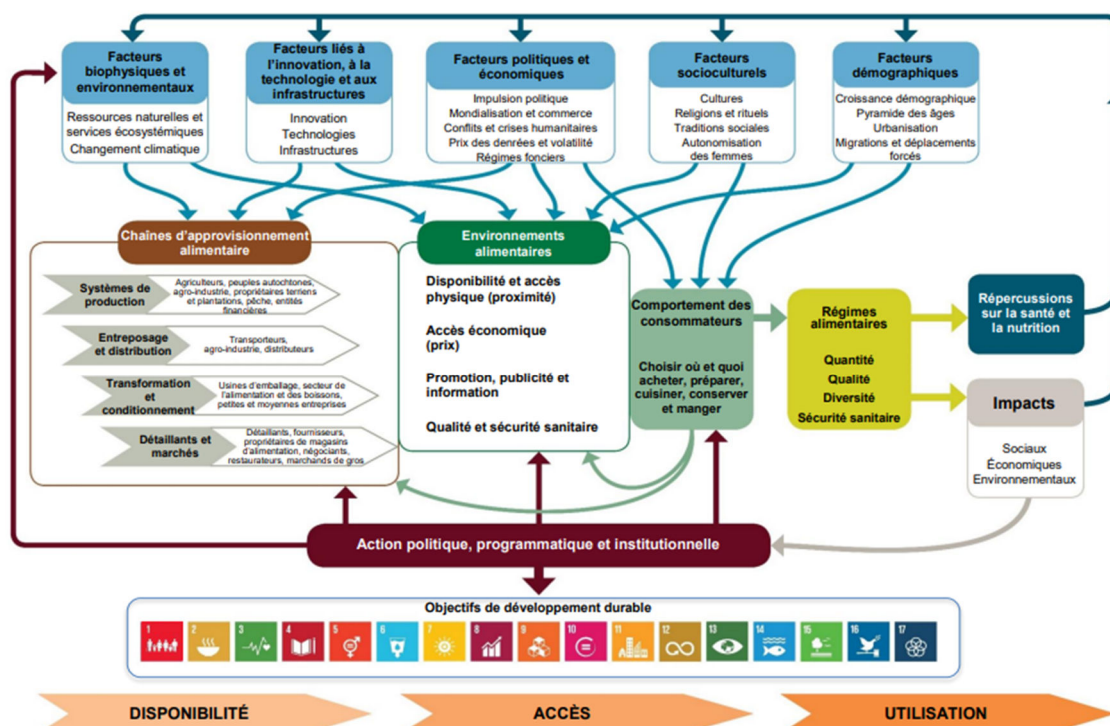 Facteurs
biophysiques et
environnementaux
Ressources naturelles et
services écosystémiques
Changement climatique
Facteurs liés à
l'innovation, à la
technologie et aux
infrastructures
Innovation
Technologies
Infrastructures
Facteurs politiques et
économiques
Impulsion politique
Mondialisation et commerce
Conflits et crises humanitaires
Prix des denrées et volatilité
Régimes fonciers
Facteurs
socioculturels
Cultures
Religions et rituels
Traditions sociales
Autonomisation
des femmes
Facteurs
démographiques
Croissance démographique
Pyramide des âges
Urbanisation
Migrations et déplacements
forcés
Chaînes d'approvisionnement
alimentaire
Systèmes de
production
Agriculteurs, peuples autochtones,
agro-industrie, propriétaires terriens
et plantations, pêche, entités
financières
Entreposage
et distribution
Transporteurs,
agro-industrie, distributeurs
Transformation
et
conditionnement
Usines d'emballage, secteur de
l'alimentation et des boissons,
petites et moyennes entreprises
Détaillants et
marchés
Détaillants, fournisseurs,
propriétaires de magasins
d'alimentation, négociants,
restaurateurs, marchands de gros
Environnements
alimentaires
Disponibilité et accès
physique (proximité)
Accès économique
(prix)
Promotion, publicité et
information
Qualité et sécurité sanitaire
Comportement des
consommateurs
Choisir où et quoi
acheter, préparer,
cuisiner, conserver
et manger
Régimes
alimentaires
Quantité
Qualité
Diversité
Sécurité sanitaire
Répercussions
sur la santé et
la nutrition
Impacts
Sociaux
Économiques
Environnementaux
Action politique, programmatique et institutionnelle
Objectifs de développement durable
1 2 3 4 5 6 7 8 9 10 11 12 13 14 15 16 17
DISPONIBILITÉ
ACCÈS
UTILISATION